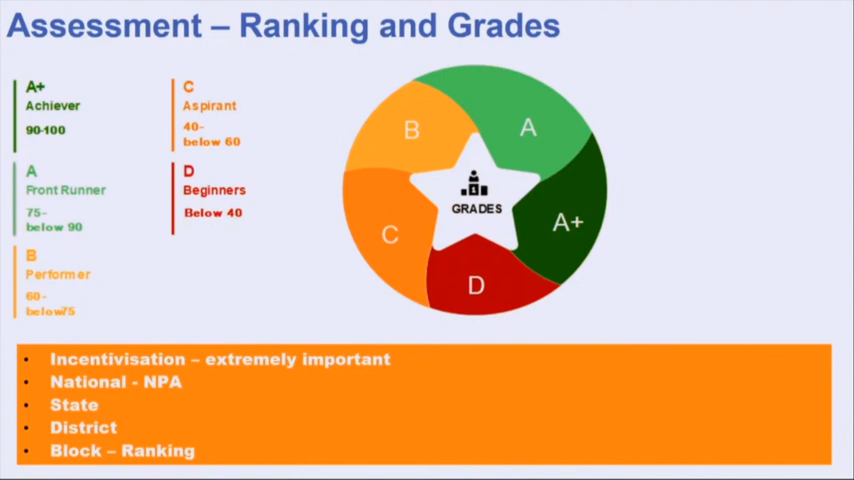 Assessment – Ranking and Grades
A+
Achiever
90-100
A
Front Runner
75-
below 90
B
Performer
60-
below75
C
Aspirant
40-
below 60
D
Beginners
Below 40
B
A
A+
C
D
GRADES
• Incentivisation – extremely important
• National - NPA
• State
• District
• Block – Ranking